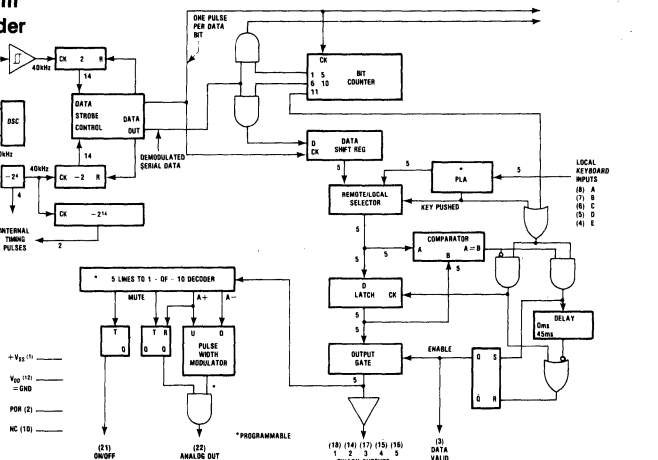 der
ONE PULSE
PER DATA
BIT
40kHz
CK 2 R
14
CK
1 5
6 10
11
BIT
COUNTER
DATA
STROBE
CONTROL
DATA
OUT
OSC
D
CK
DATA
SHIFT REG
DEMODULATED
SERIAL DATA
14
40kHz
-2⁴
CK -2 R
4
CK -2¹⁴
INTERNAL
TIMING
PULSES
2
5
5
*
PLA
5
LOCAL
KEYBOARD
INPUTS
(8) A
(7) B
(6) C
(5) D
(4) E
REMOTE/LOCAL
SELECTOR
KEY PUSHED
5
5
COMPARATOR
A A=B
B
5
5
D
LATCH CK
5
5
* 5 LINES TO 1 - OF - 10 DECODER
MUTE A+ A-
T
Q
T R
Q Q
U D
PULSE
WIDTH
MODULATOR
*
DELAY
0ms
45ms
OUTPUT
GATE
ENABLE
Q S
Q̄ R
5
+VSS (1)
VDD (12)
=GND
POR (2)
NC (10)
*PROGRAMMABLE
(21)
ON/OFF
(22)
ANALOG OUT
(18) (14) (17) (15) (16)
1 2 3 4 5
(3)
DATA
VALID